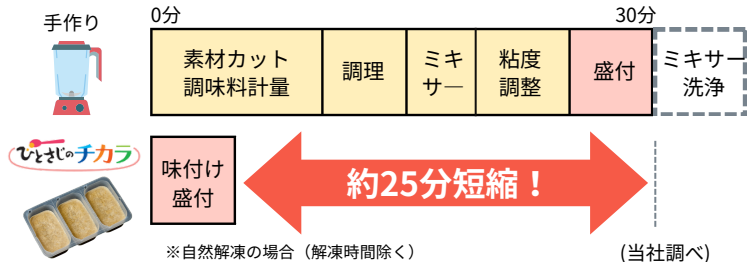 手作り
0分
30分
素材カット
調味料計量
調理
ミキ
サー
粘度
調整
盛付
ミキサー
洗浄
ひとさじのチカラ
味付け
盛付
約25分短縮！
※自然解凍の場合（解凍時間除く）
(当社調べ)